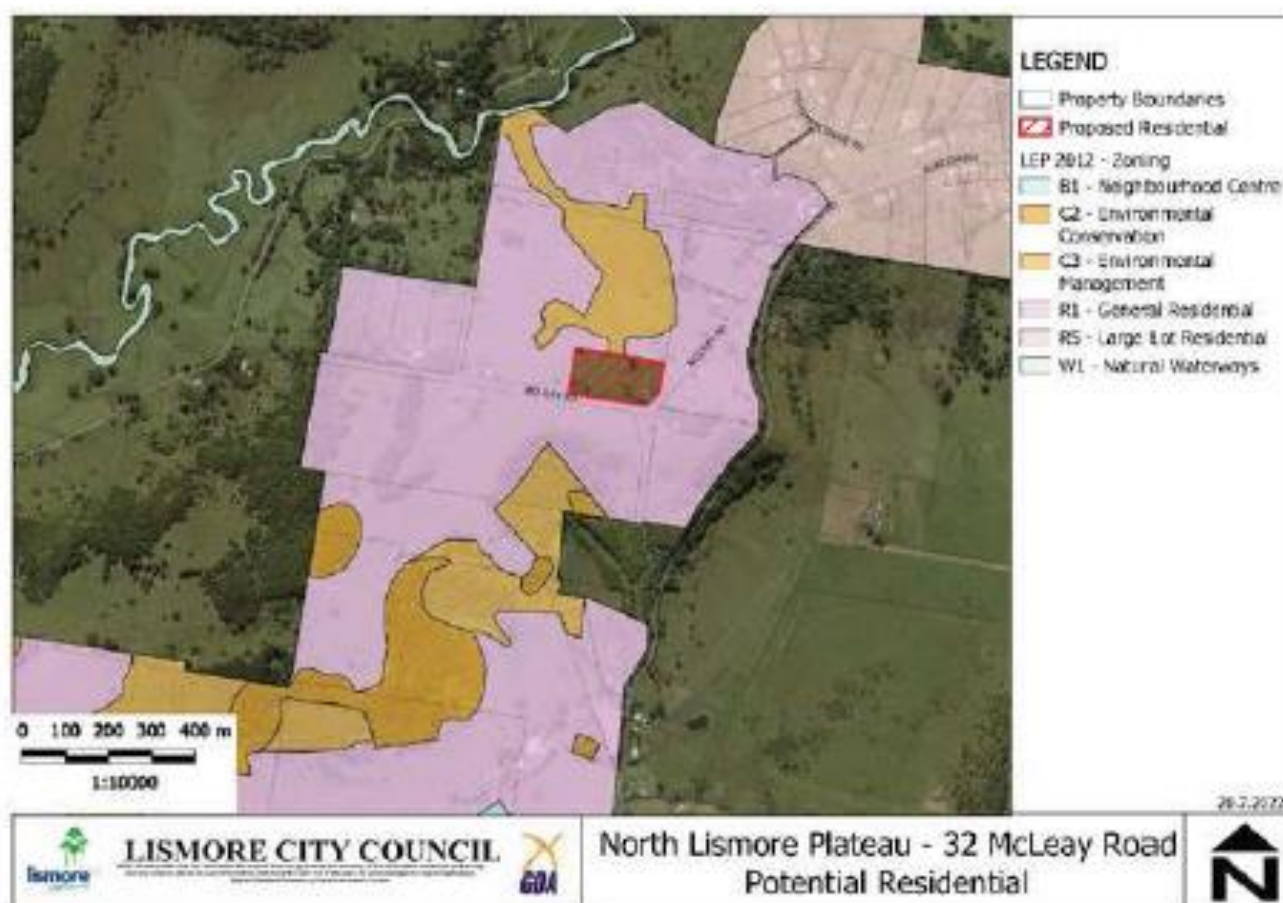 LEGEND
Property Boundaries
Proposed Residential
LEP 2012 - Zoning
B1 - Neighbourhood Centre
C2 - Environmental
Conservation
C3 - Environmental
Management
R1 - General Residential
R5 - Large Lot Residential
W1 - Natural Waterways
0 100 200 300 400 m
1:10000
lismore
LISMORE CITY COUNCIL
GDA
North Lismore Plateau - 32 McLeay Road
Potential Residential
N